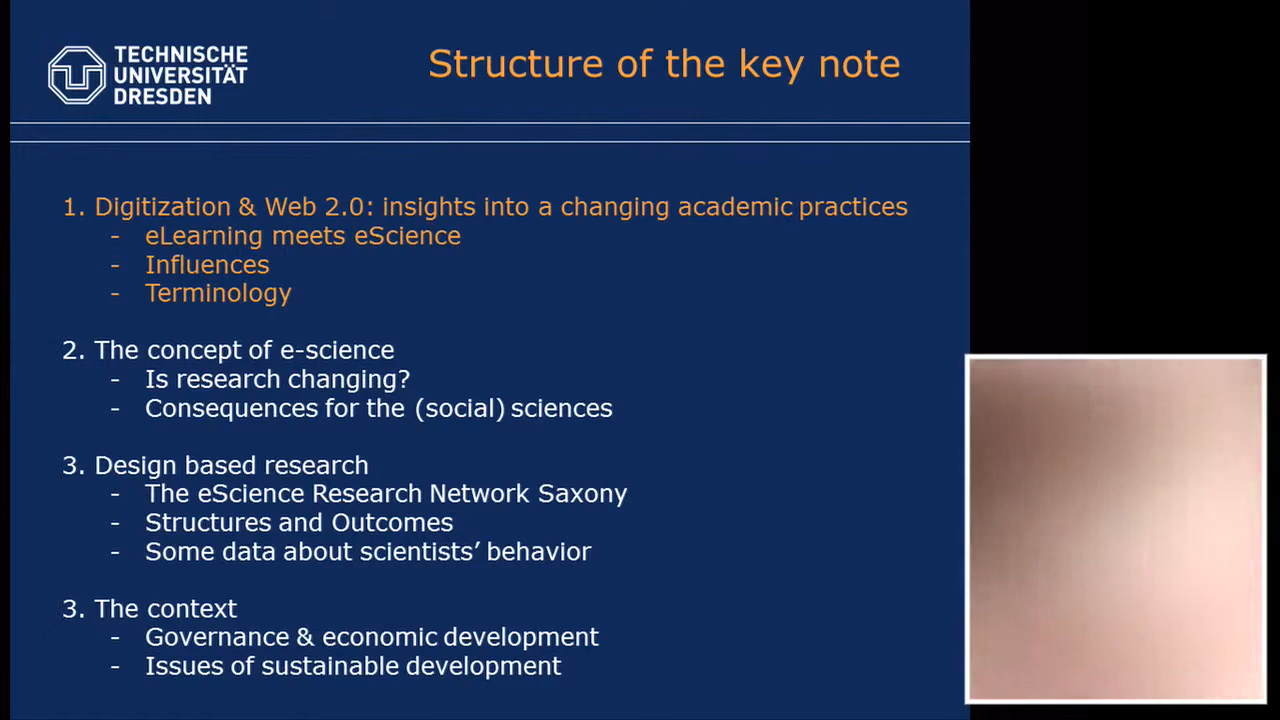 TECHNISCHE
UNIVERSITÄT
DRESDEN
Structure of the key note
1. Digitization & Web 2.0: insights into a changing academic practices
- eLearning meets eScience
- Influences
- Terminology
2. The concept of e-science
- Is research changing?
- Consequences for the (social) sciences
3. Design based research
- The eScience Research Network Saxony
- Structures and Outcomes
- Some data about scientists’ behavior
3. The context
- Governance & economic development
- Issues of sustainable development